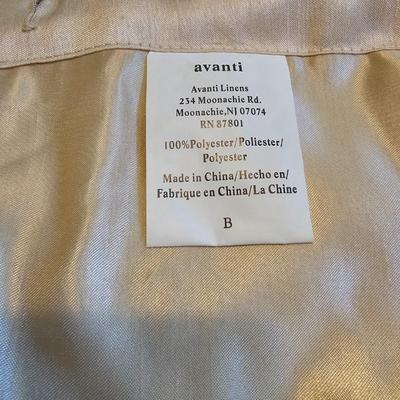 avanti
Avanti Linens
234 Moonachie Rd.
Moonachie,NJ 07074
RN 87801
100%Polyester/Poliester/
Polyester
Made in China/Hecho en/
Fabrique en China/La Chine
B